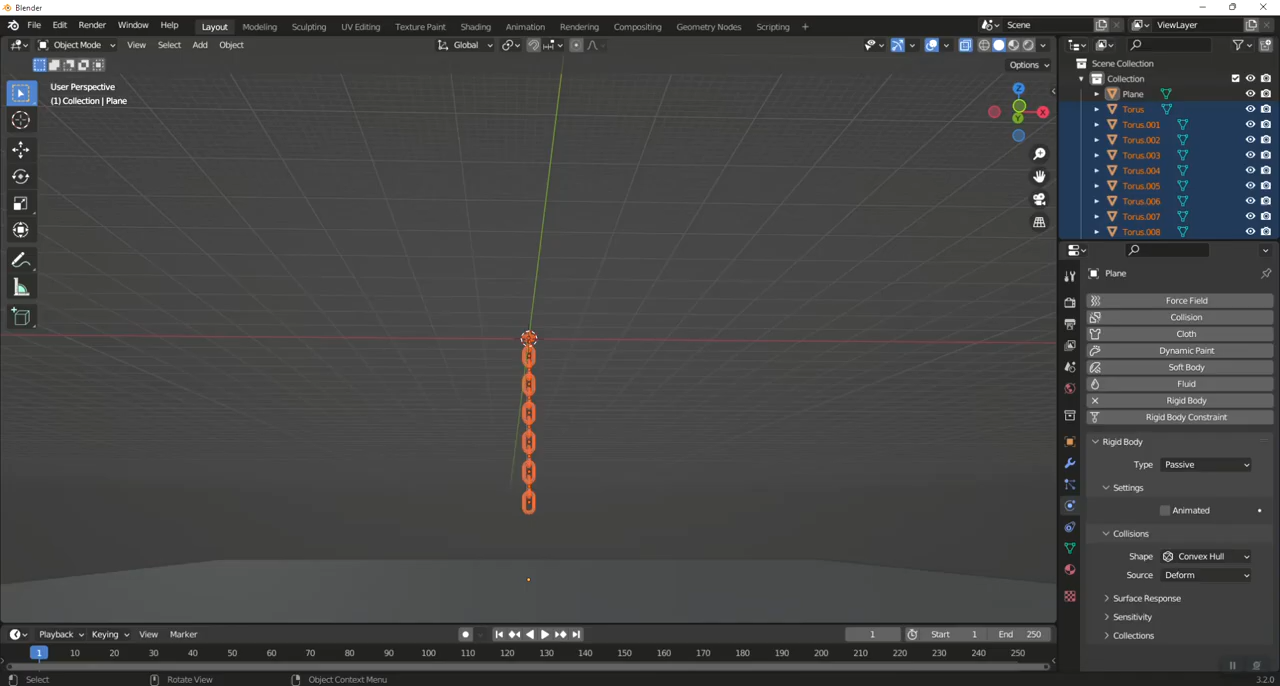 Blender
File Edit Render Window Help Layout Modeling Sculpting UV Editing Texture Paint Shading Animation Rendering Compositing Geometry Nodes Scripting + Scene ViewLayer
Object Mode View Select Add Object Global
Options
User Perspective
(1) Collection | Plane
Z
X
Y
Scene Collection
Collection
Plane
Torus
Torus.001
Torus.002
Torus.003
Torus.004
Torus.005
Torus.006
Torus.007
Torus.008
Plane
Force Field
Collision
Cloth
Dynamic Paint
Soft Body
Fluid
Rigid Body
Rigid Body Constraint
Rigid Body
Type Passive
Settings
Animated
Collisions
Shape Convex Hull
Source Deform
Surface Response
Sensitivity
Collections
Playback Keying View Marker 1 Start 1 End 250
1 10 20 30 40 50 60 70 80 90 100 110 120 130 140 150 160 170 180 190 200 210 220 230 240 250
Select Rotate View Object Context Menu 3.2.0